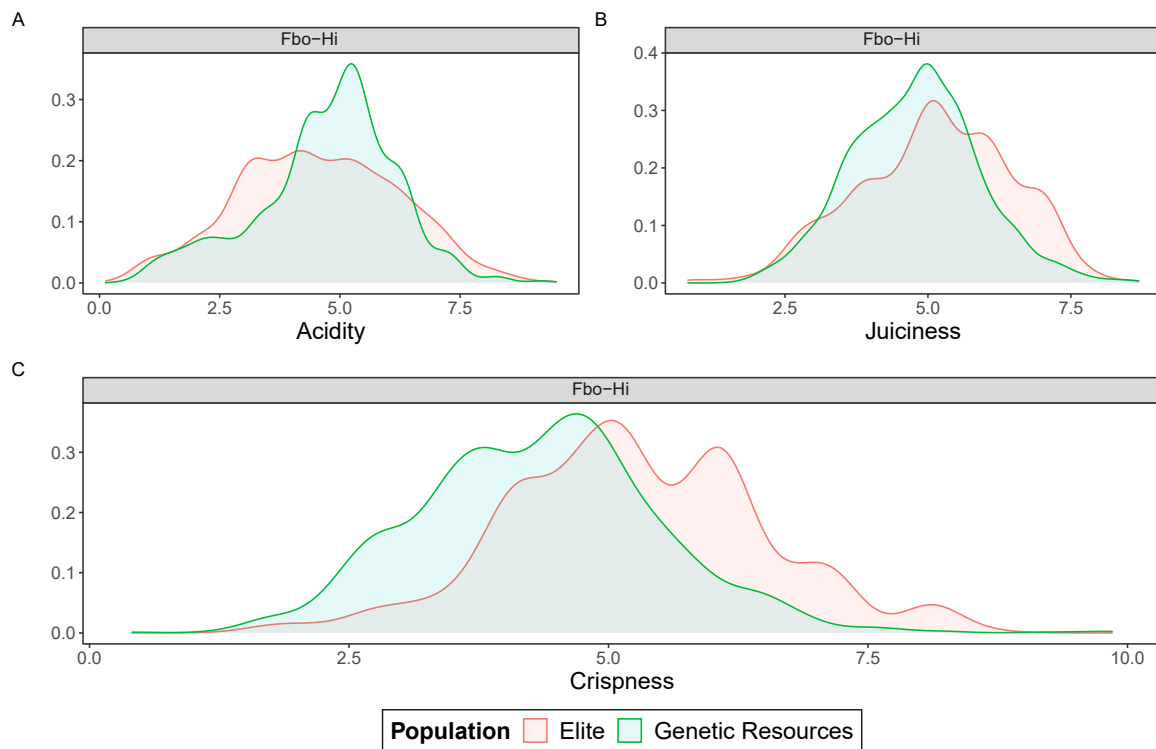 A
Fbo−Hi
0.3
0.2
0.1
0.0
0.0 2.5 5.0 7.5
Acidity
B
Fbo−Hi
0.4
0.3
0.2
0.1
0.0
2.5 5.0 7.5
Juiciness
C
Fbo−Hi
0.3
0.2
0.1
0.0
0.0 2.5 5.0 7.5 10.0
Crispness
Population Elite Genetic Resources